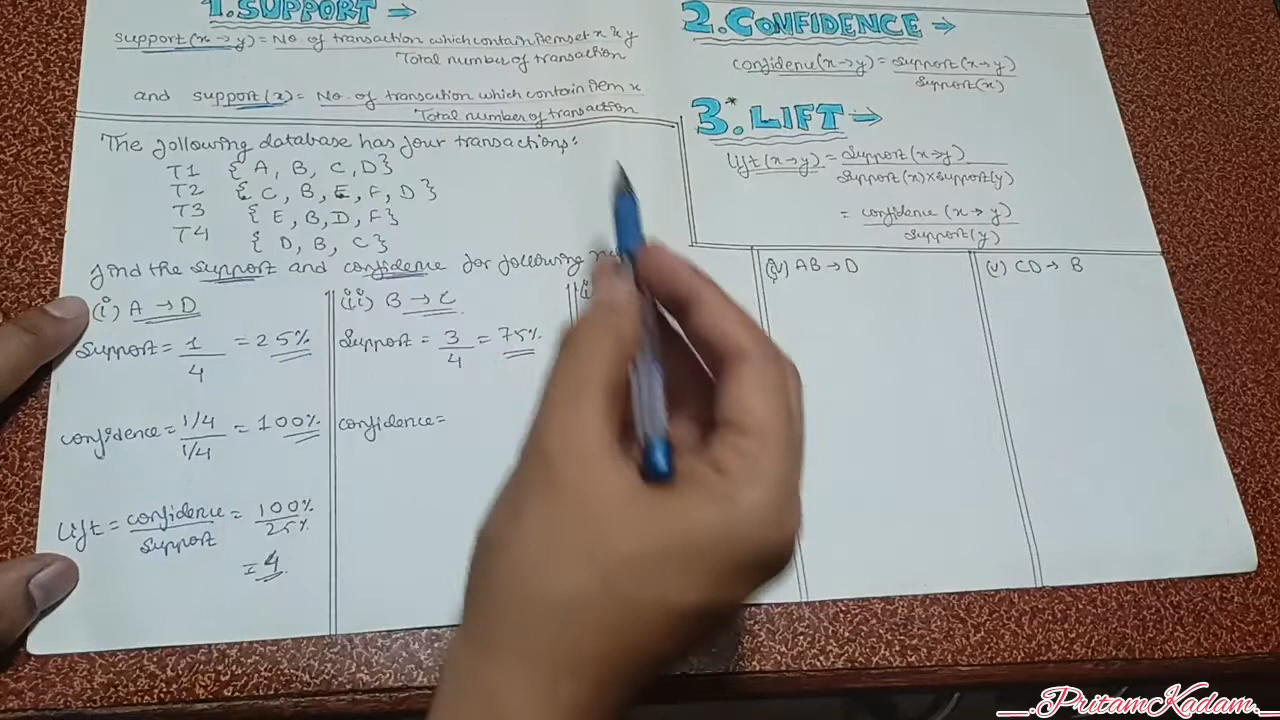 1. SUPPORT →
support (x → y) = No. of transaction which contain itemset x & y
Total number of transaction
and support (x) = No. of transaction which contain item x
Total number of transaction
2. CONFIDENCE →
confidence (x → y) = support (x → y)
support (x)
3.* LIFT →
lift (x → y) = support (x → y)
support (x) x support (y)
= confidence (x → y)
support (y)
The following database has four transactions:
T1 { A, B, C, D }
T2 { C, B, E, F, D }
T3 { E, B, D, F }
T4 { D, B, C }
find the support and confidence for following
(i) A → D
support = 1 = 25%
4
confidence = 1/4 = 100%
1/4
lift = confidence = 100%
support 25%
= 4
(ii) B → C
support = 3 = 75%
4
confidence =
(iv) AB → D
(v) CD → B
__.PritamKadam.__